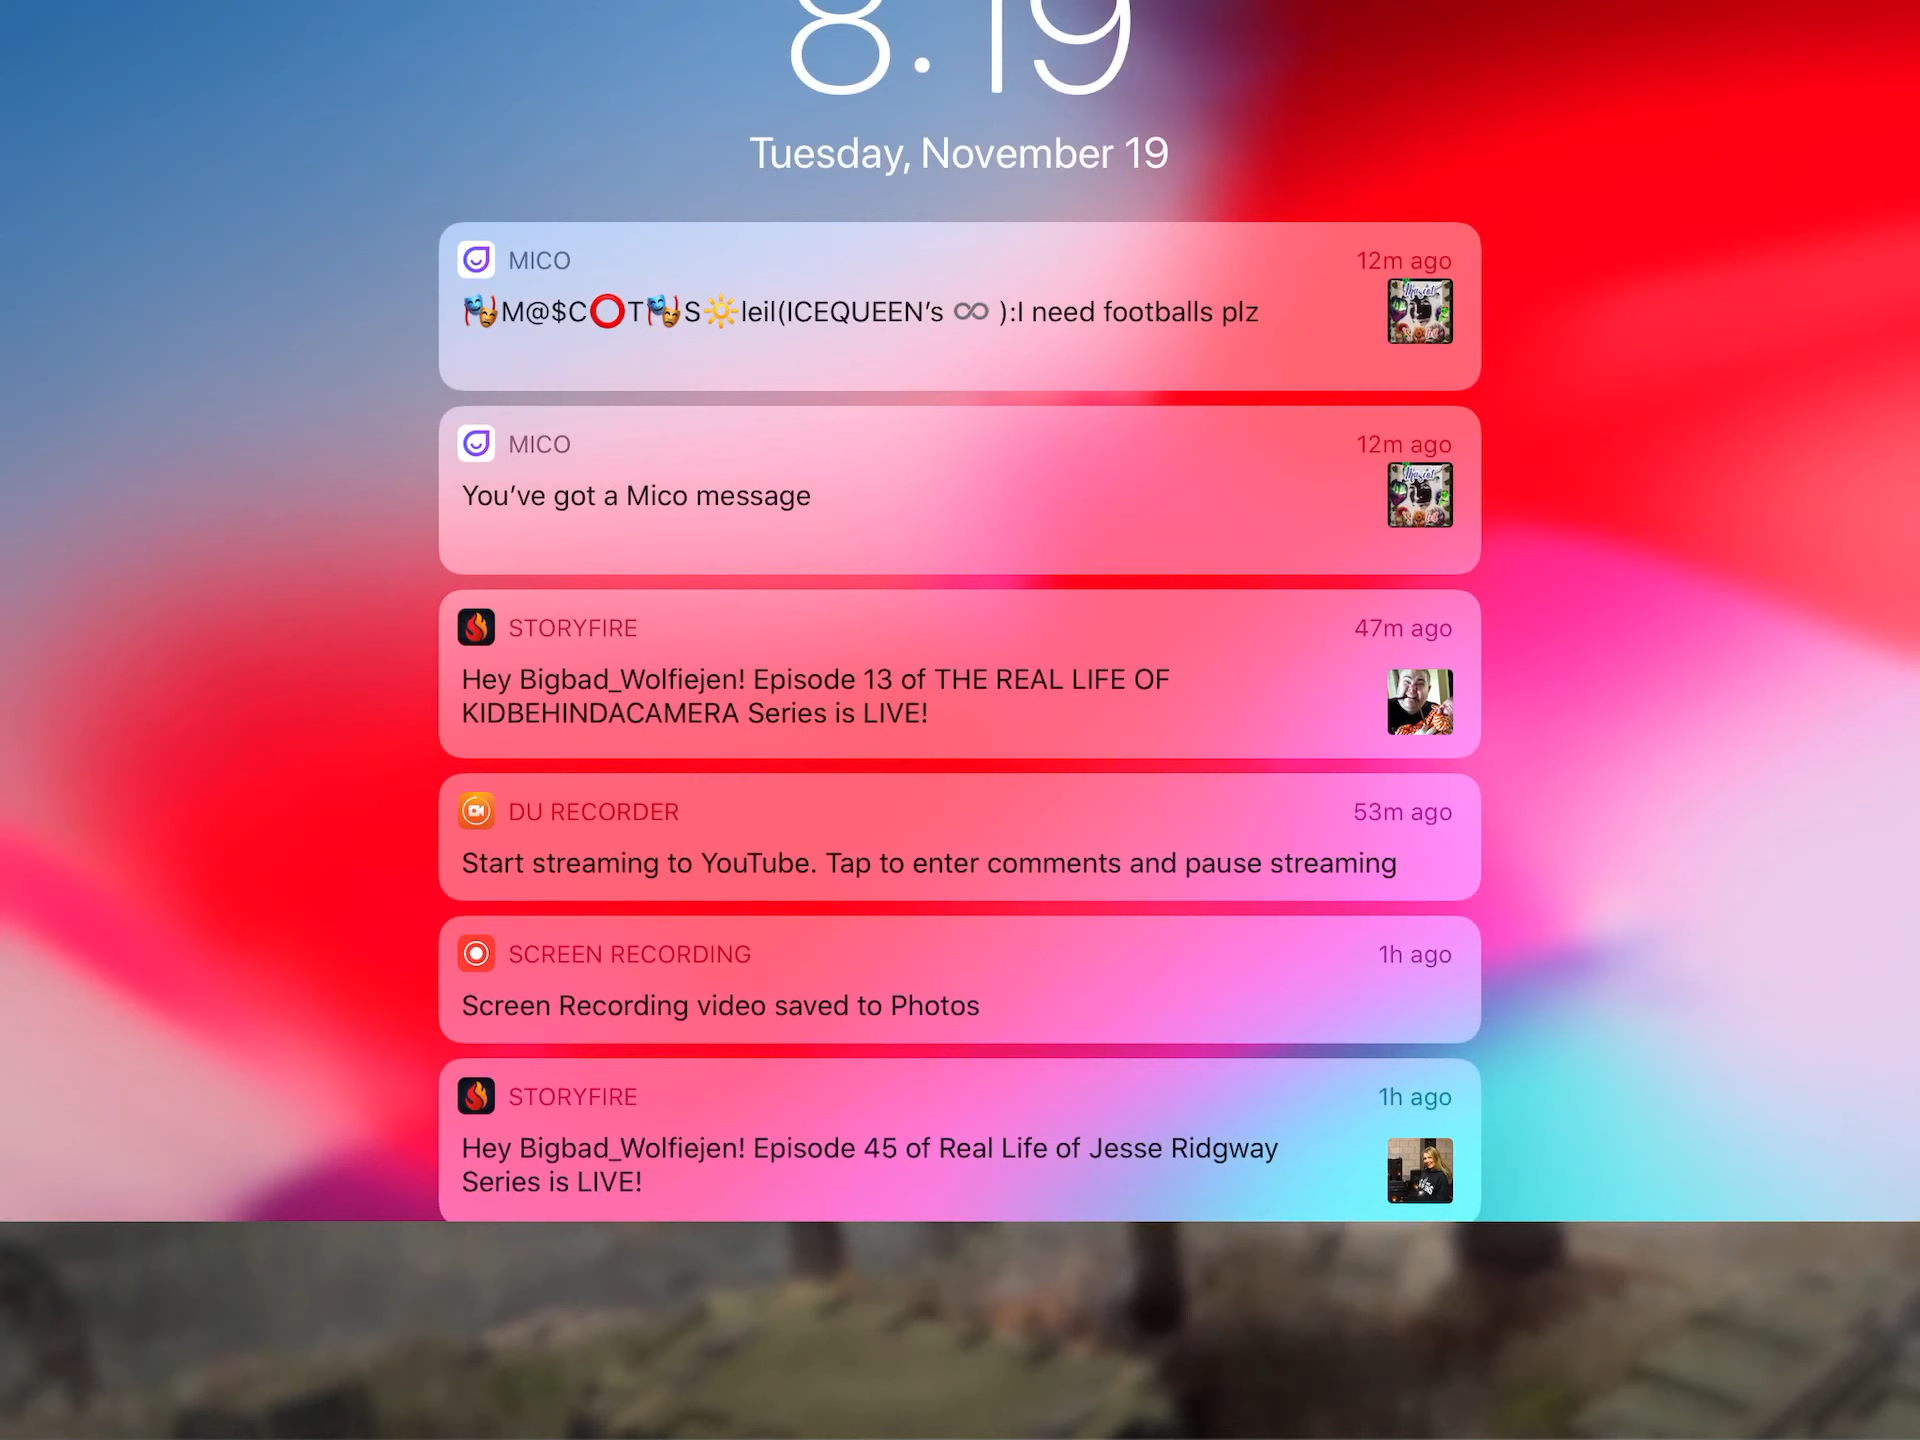 8:19
Tuesday, November 19
MICO
12m ago
🎭M@$C⭕T🎭S☀️leil(ICEQUEEN’s ∞ ):I need footballs plz
MICO
12m ago
You’ve got a Mico message
STORYFIRE
47m ago
Hey Bigbad_Wolfiejen! Episode 13 of THE REAL LIFE OF
KIDBEHINDACAMERA Series is LIVE!
DU RECORDER
53m ago
Start streaming to YouTube. Tap to enter comments and pause streaming
SCREEN RECORDING
1h ago
Screen Recording video saved to Photos
STORYFIRE
1h ago
Hey Bigbad_Wolfiejen! Episode 45 of Real Life of Jesse Ridgway
Series is LIVE!